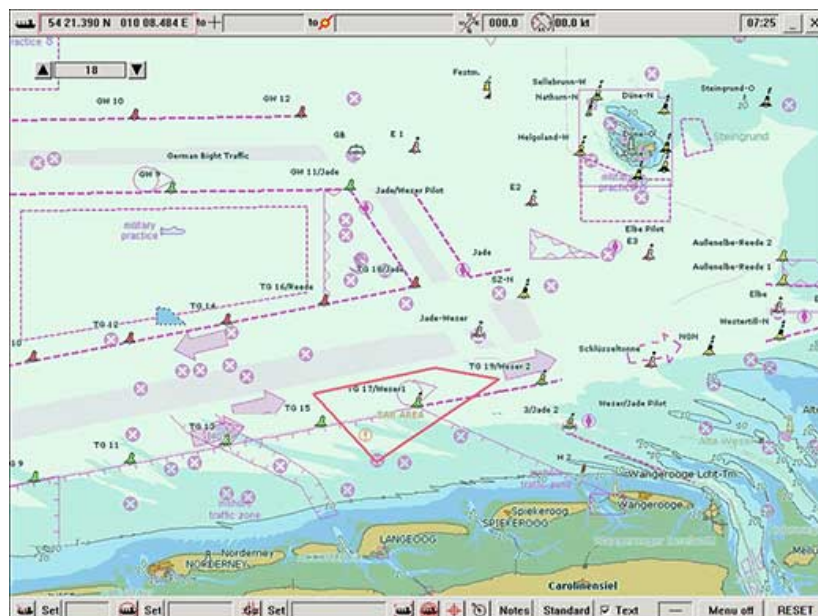 54 21.390 N 010 08.484 E to to 000.0 00.0 kt 07:25
18
GW 10
GW 12
Festm.
Sellebrunn-W
Nathurn-N
Düne-N
Steingrund-O
GB
E 1
Helgoland-W
Düne-O
Steingrund
German Bight Traffic
GW 9
GW 11/Jade
military practice
Jade/Weser Pilot
E2
Elbe Pilot
military practice
E3
Außenelbe-Reede 2
Jade
TG 18/Jade
Außenelbe-Reede 1
TG 16/Reede
SZ-N
Elbe
TG 14
TG 12
Jade-Weser
Westertill-N
NGN
Schlüsseltonne
TG 19/Weser 2
TG 17/Weser1
SAR AREA
TG 15
TG 13
3/Jade 2
Weser/Jade Pilot
TG 11
Alte Weser
H 2
Wangerooge Lcht-Tm.
traffic zone
traffic zone
Wangerooge
Spiekeroog
SPIEKEROOG
LANGEOOG
Norderney
NORDERNEY
Carolinensiel
Set Set Set Notes Standard Text Menu off RESET